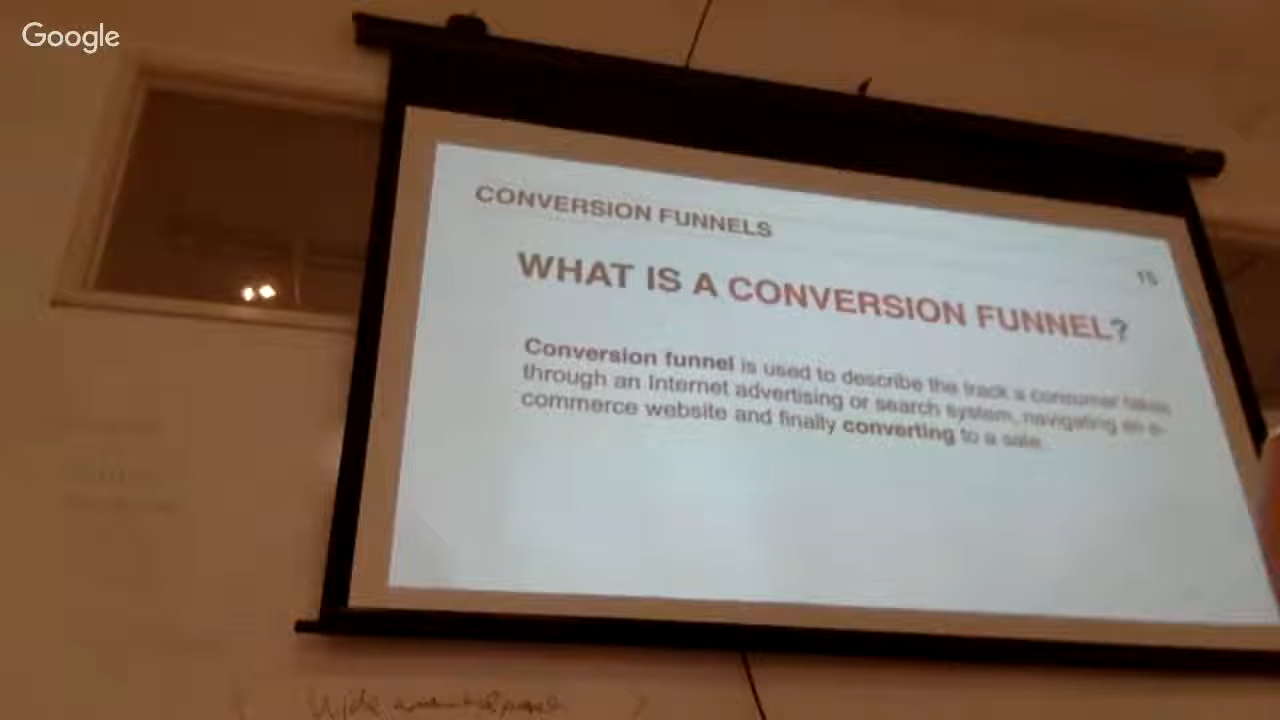 Google
CONVERSION FUNNELS
15
WHAT IS A CONVERSION FUNNEL?
Conversion funnel is used to describe the track a consumer takes
through an Internet advertising or search system, navigating an e-
commerce website and finally converting to a sale.